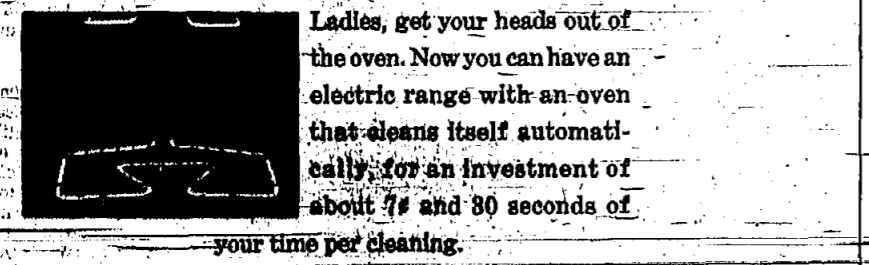 Ladies, get your heads out of
the oven. Now you can have an
electric range with an oven
that cleans itself automati-
cally, for an investment of
about 7¢ and 30 seconds of
your time per cleaning.